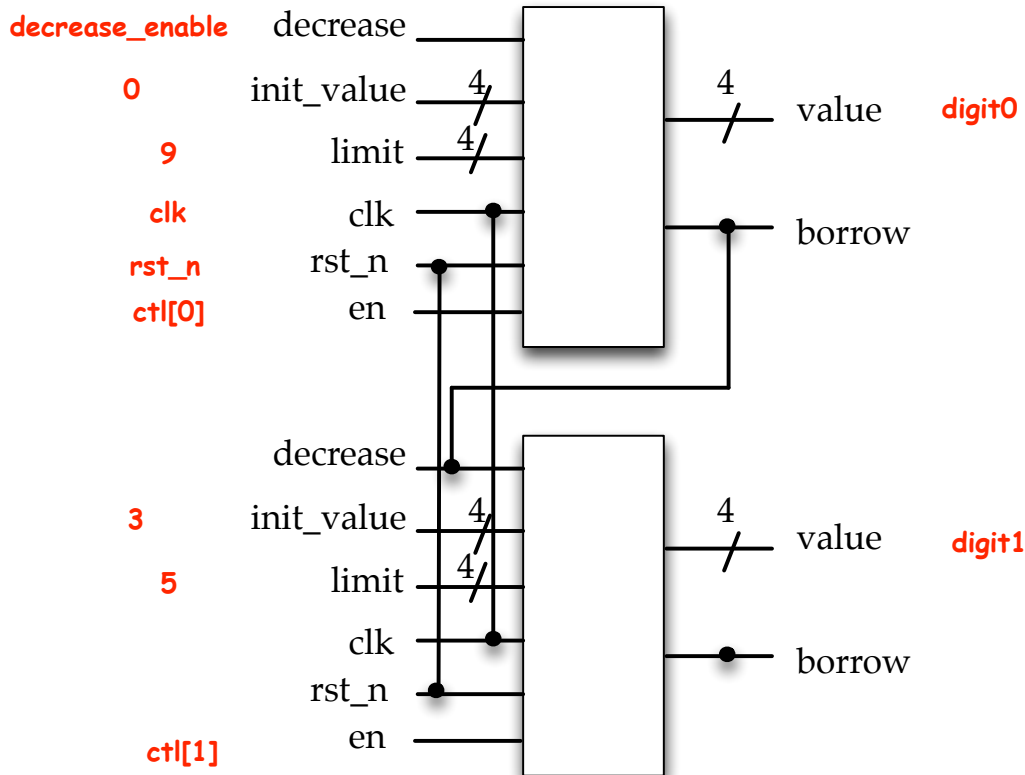 decrease_enable decrease
0 init_value 4 4 value digit0
9 limit 4
clk clk
borrow
rst_n rst_n
ctl[0] en
decrease
3 init_value 4 4 value digit1
5 limit 4
clk
borrow
rst_n
ctl[1] en